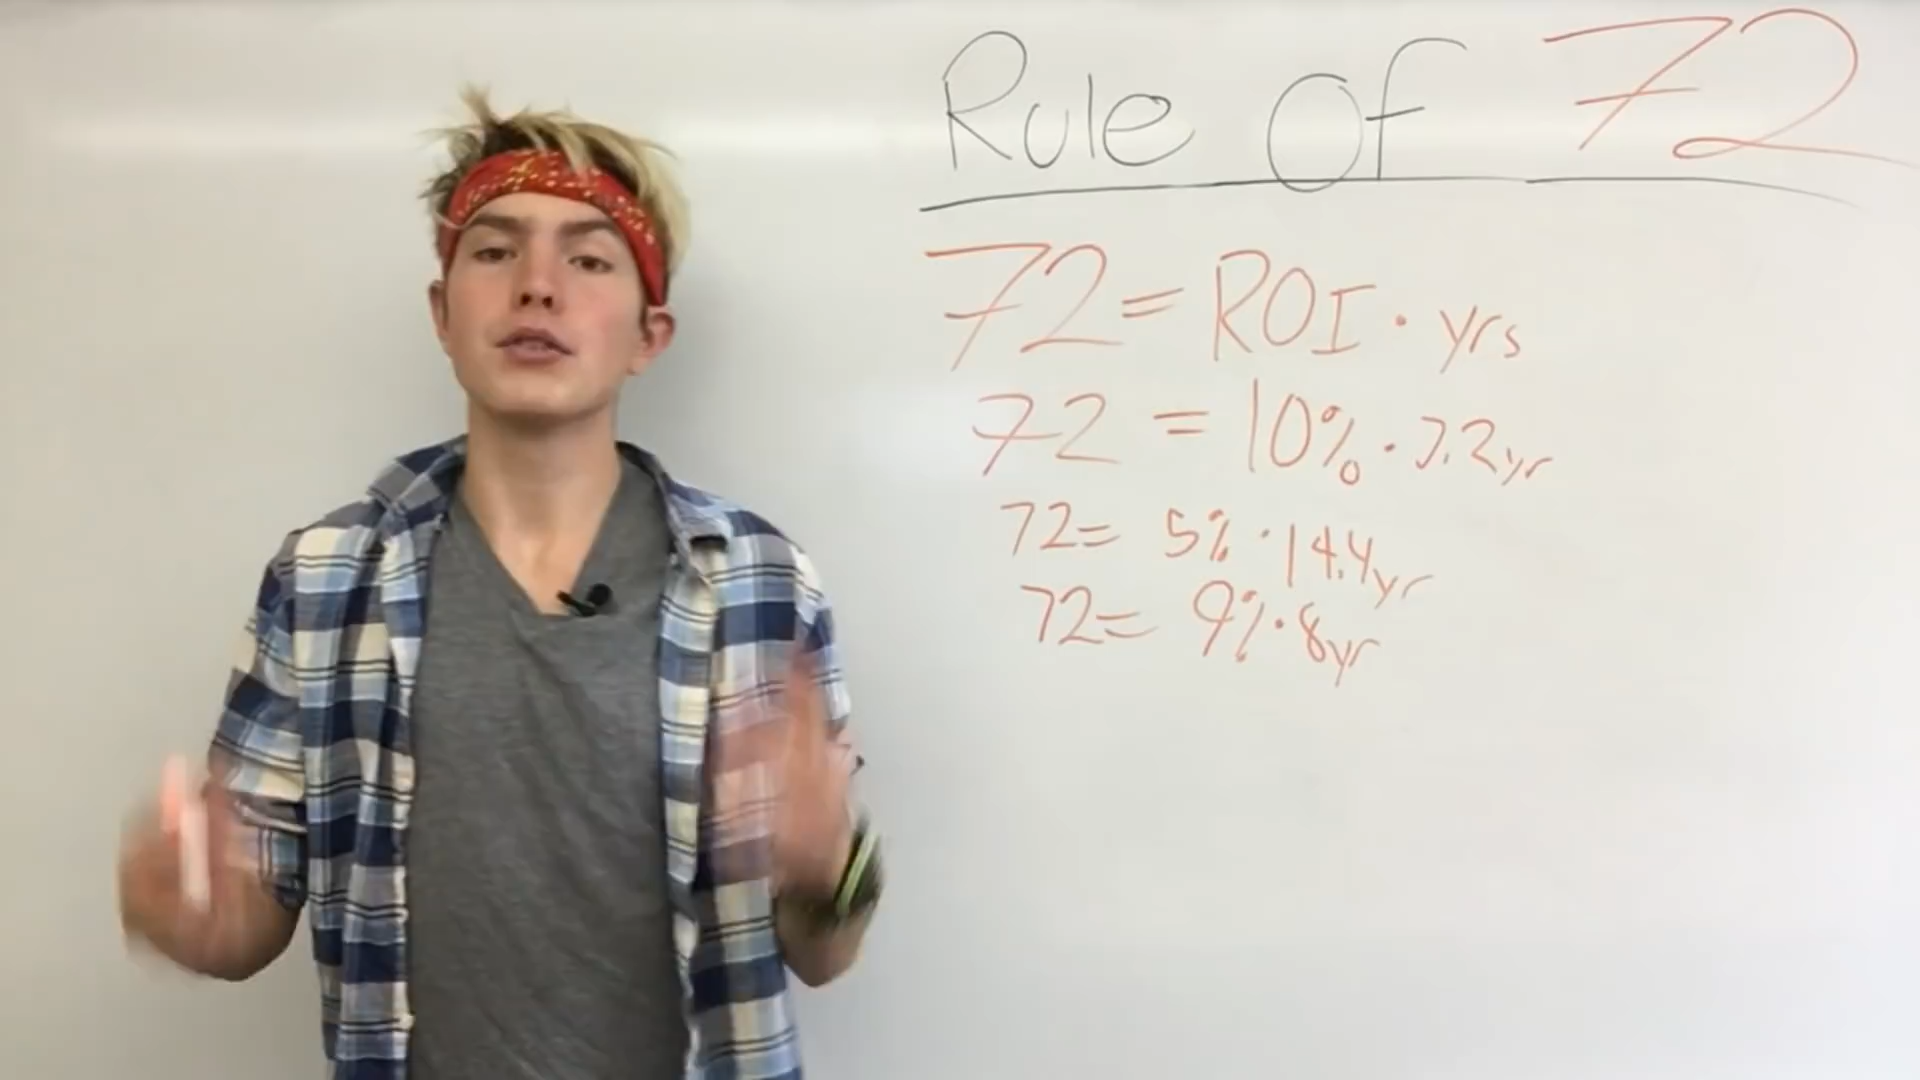 Rule Of 72
72 = ROI · yrs
72 = 10% · 7.2yr
72 = 5% · 14.4yr
72 = 9% · 8yr